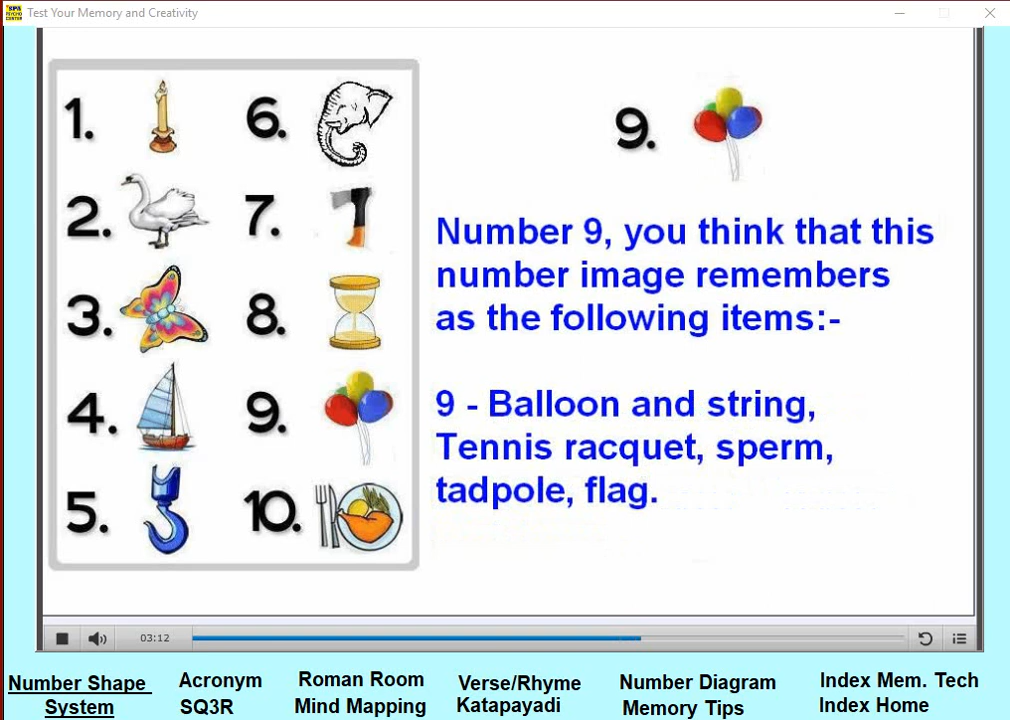 Test Your Memory and Creativity
1.
6.
9.
2.
7.
3.
8.
4.
9.
5.
10.
Number 9, you think that this
number image remembers
as the following items:-
9 - Balloon and string,
Tennis racquet, sperm,
tadpole, flag.
03:12
Number Shape
System
Acronym
SQ3R
Roman Room
Mind Mapping
Verse/Rhyme
Katapayadi
Number Diagram
Memory Tips
Index Mem. Tech
Index Home